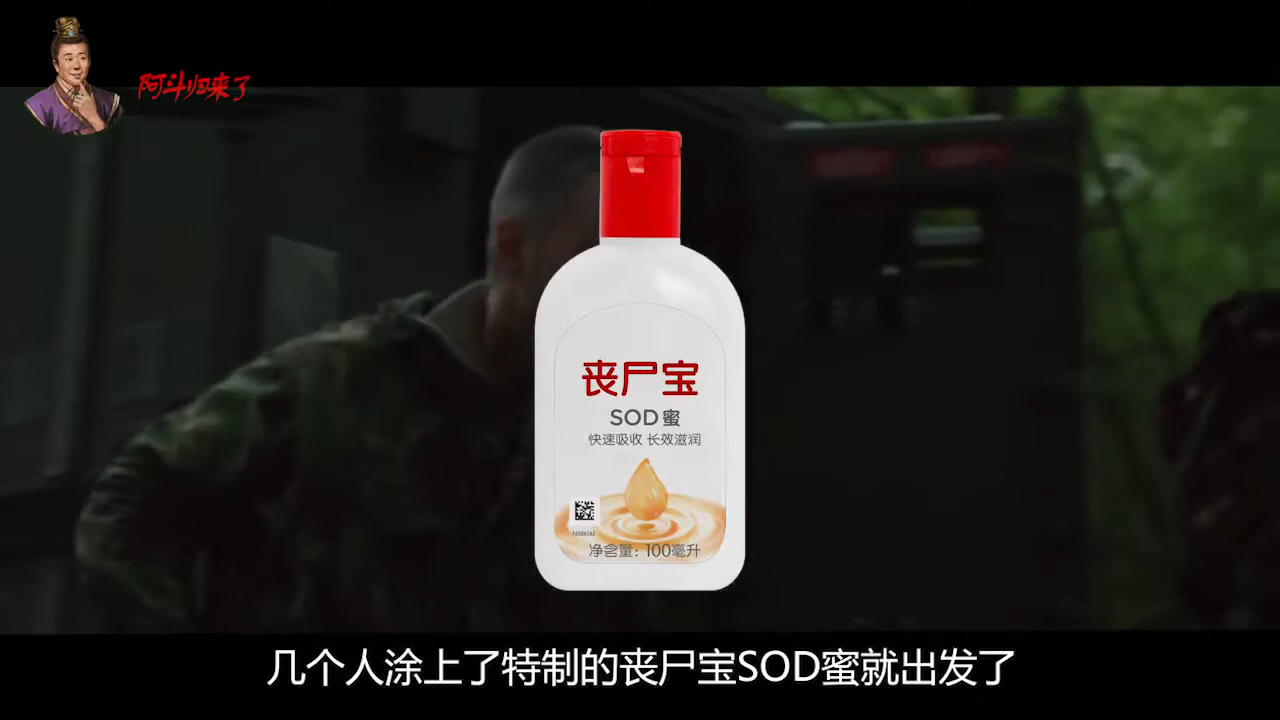 阿斗归来了
丧尸宝
SOD蜜
快速吸收 长效滋润
净含量：100毫升
几个人涂上了特制的丧尸宝SOD蜜就出发了